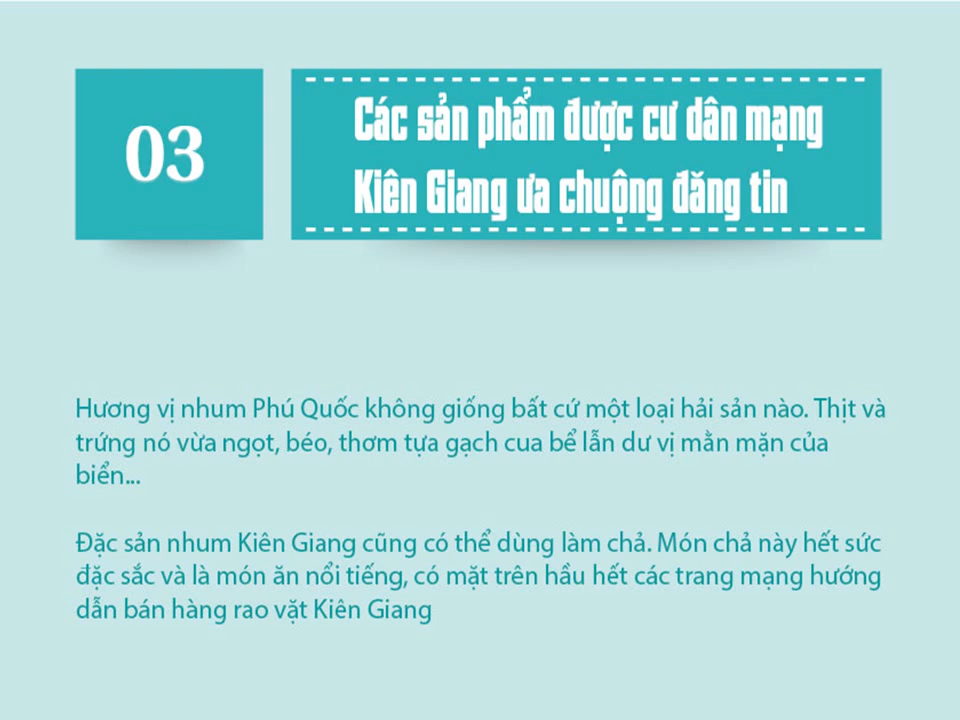 03
Các sản phẩm được cư dân mạng
Kiên Giang ưa chuộng đăng tin
Hương vị nhum Phú Quốc không giống bất cứ một loại hải sản nào. Thịt và
trứng nó vừa ngọt, béo, thơm tựa gạch cua bể lẫn dư vị mằn mặn của
biển...
Đặc sản nhum Kiên Giang cũng có thể dùng làm chả. Món chả này hết sức
đặc sắc và là món ăn nổi tiếng, có mặt trên hầu hết các trang mạng hướng
dẫn bán hàng rao vặt Kiên Giang